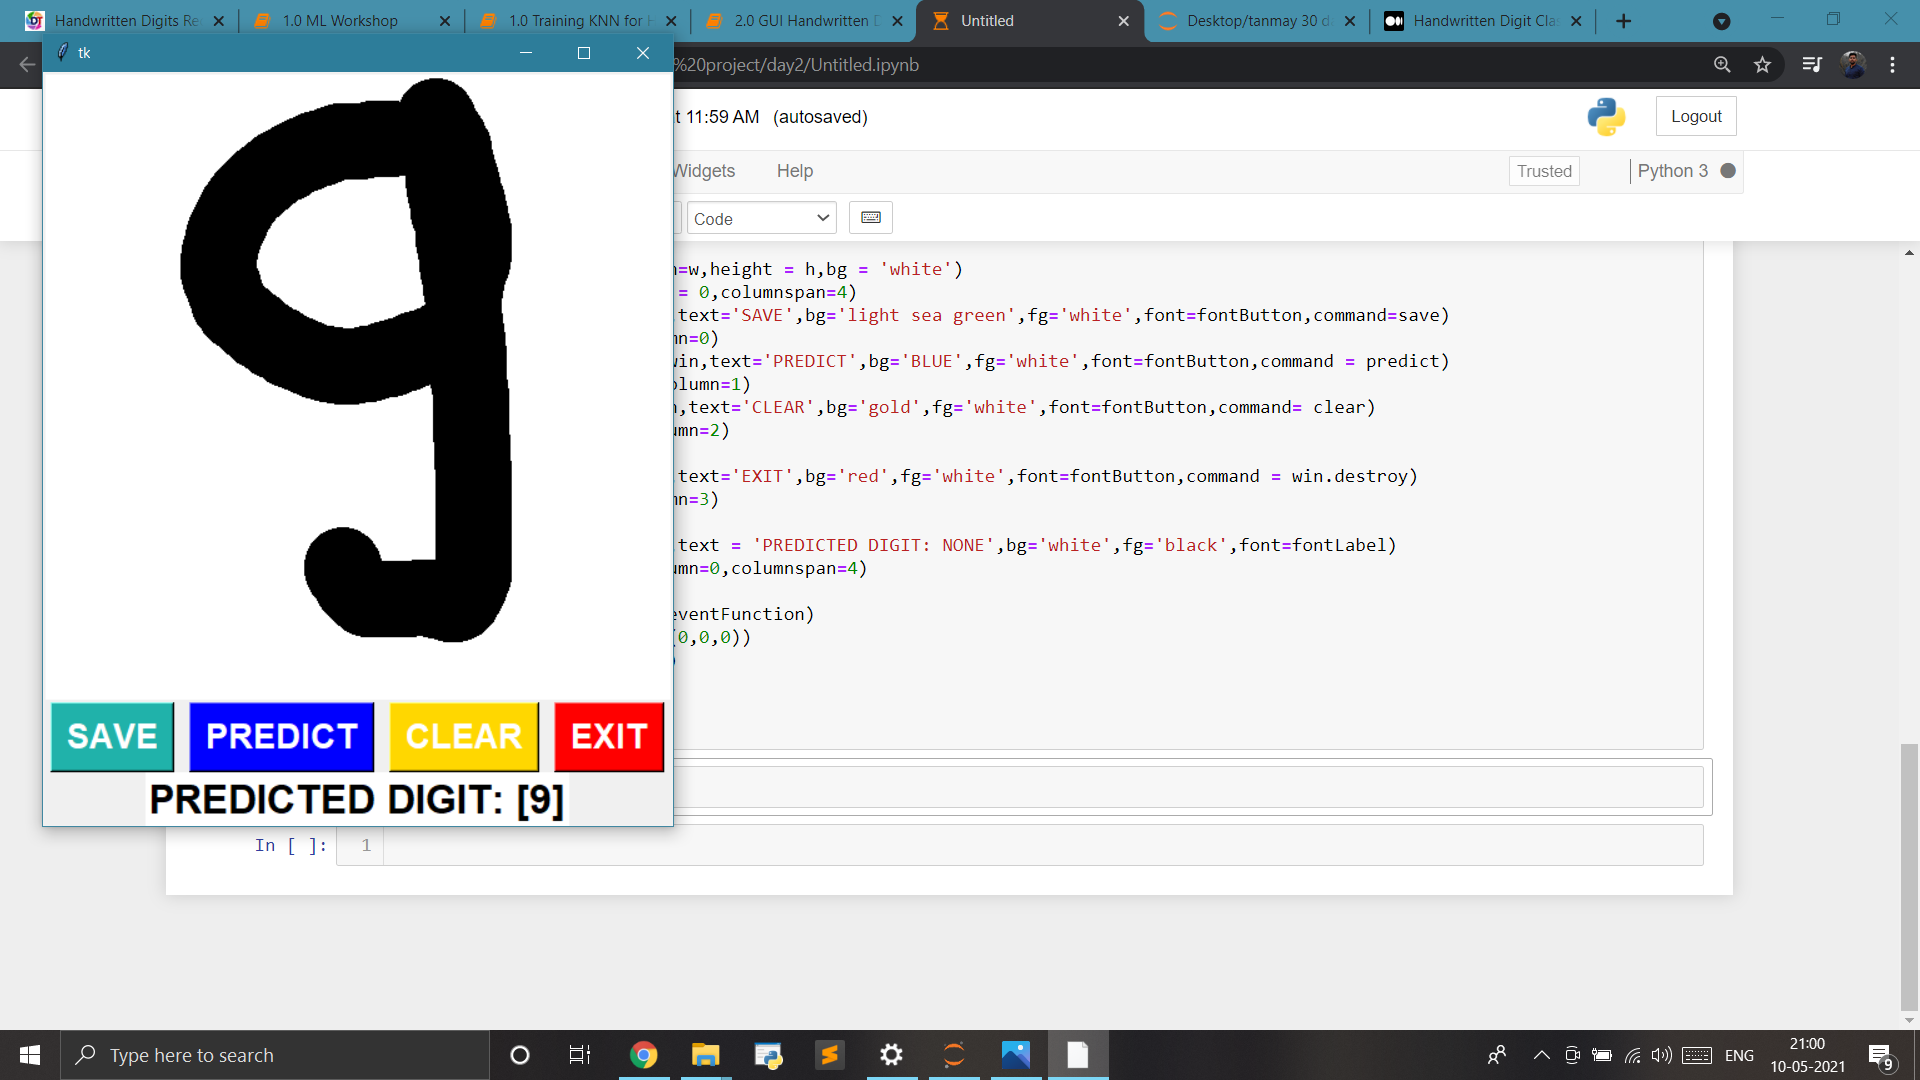 Handwritten Digits Re
1.0 ML Workshop
1.0 Training KNN for H
2.0 GUI Handwritten D
Untitled
Desktop/tanmay 30 d
Handwritten Digit Cla
tk
%20project/day2/Untitled.ipynb
t 11:59 AM (autosaved)
Logout
Widgets Help
Trusted
Python 3
Code
n=w,height = h,bg = 'white')
= 0,columnspan=4)
text='SAVE',bg='light sea green',fg='white',font=fontButton,command=save)
mn=0)
win,text='PREDICT',bg='BLUE',fg='white',font=fontButton,command = predict)
olumn=1)
n,text='CLEAR',bg='gold',fg='white',font=fontButton,command= clear)
umn=2)
text='EXIT',bg='red',fg='white',font=fontButton,command = win.destroy)
mn=3)
text = 'PREDICTED DIGIT: NONE',bg='white',fg='black',font=fontLabel)
umn=0,columnspan=4)
eventFunction)
(0,0,0))
)
9
SAVE PREDICT CLEAR EXIT
PREDICTED DIGIT: [9]
In [ ]: 1
Type here to search
ENG
21:00
10-05-2021
9